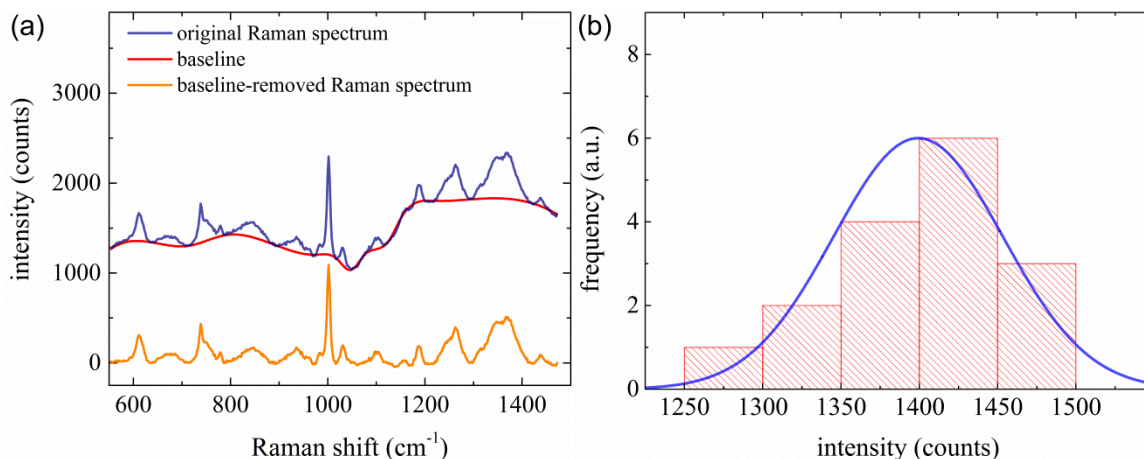 (a)
original Raman spectrum
baseline
baseline-removed Raman spectrum
intensity (counts)
3000
2000
1000
0
600
800
1000
1200
1400
Raman shift (cm⁻¹)
(b)
frequency (a.u.)
8
6
4
2
0
1250
1300
1350
1400
1450
1500
intensity (counts)